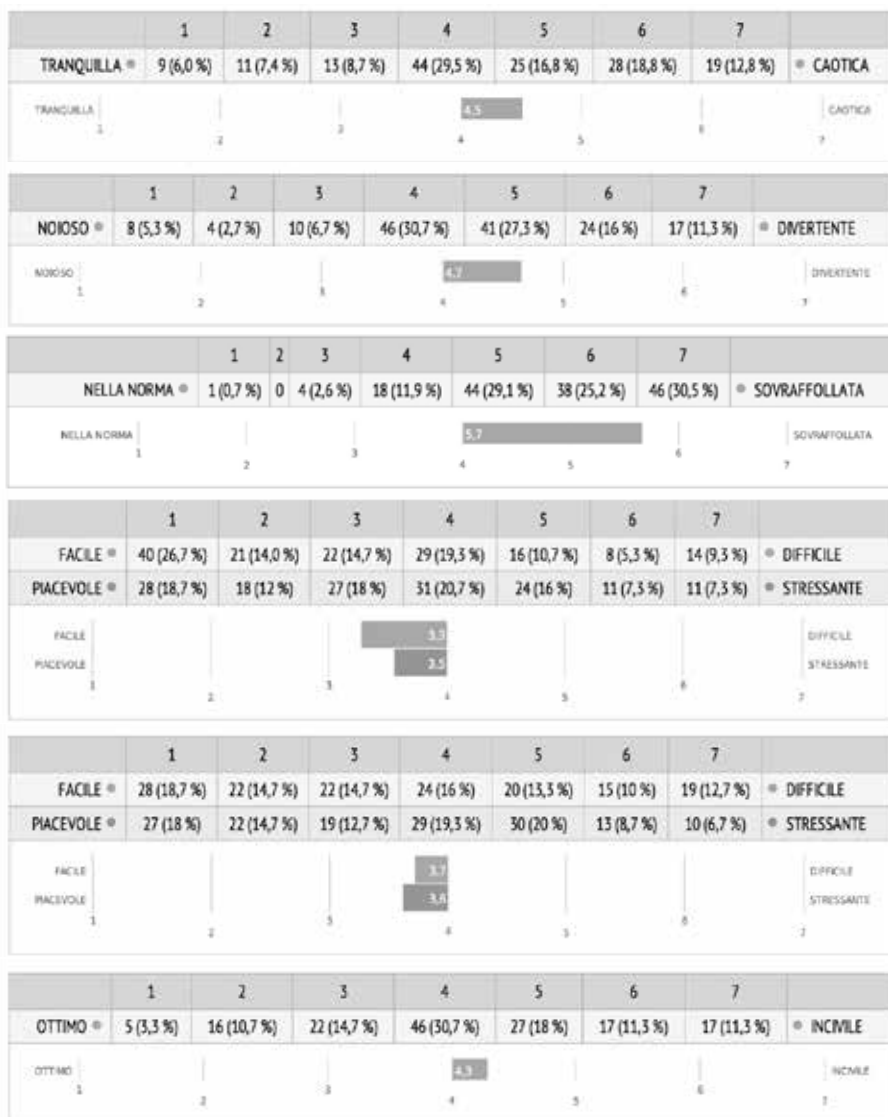 1 2 3 4 5 6 7
TRANQUILLA 9 (6,0 %) 11 (7,4 %) 13 (8,7 %) 44 (29,5 %) 25 (16,8 %) 28 (18,8 %) 19 (12,8 %) CAOTICA
TRANQUILLA 4,5 CAOTICA
1 2 3 4 5 6 7
1 2 3 4 5 6 7
NOIOSO 8 (5,3 %) 4 (2,7 %) 10 (6,7 %) 46 (30,7 %) 41 (27,3 %) 24 (16 %) 17 (11,3 %) DIVERTENTE
NOIOSO 4,7 DIVERTENTE
1 2 3 4 5 6 7
1 2 3 4 5 6 7
NELLA NORMA 1 (0,7 %) 0 4 (2,6 %) 18 (11,9 %) 44 (29,1 %) 38 (25,2 %) 46 (30,5 %) SOVRAFFOLLATA
NELLA NORMA 5,7 SOVRAFFOLLATA
1 2 3 4 5 6 7
1 2 3 4 5 6 7
FACILE 40 (26,7 %) 21 (14,0 %) 22 (14,7 %) 29 (19,3 %) 16 (10,7 %) 8 (5,3 %) 14 (9,3 %) DIFFICILE
PIACEVOLE 28 (18,7 %) 18 (12 %) 27 (18 %) 31 (20,7 %) 24 (16 %) 11 (7,3 %) 11 (7,3 %) STRESSANTE
FACILE 3,3 DIFFICILE
PIACEVOLE 3,5 STRESSANTE
1 2 3 4 5 6 7
1 2 3 4 5 6 7
FACILE 28 (18,7 %) 22 (14,7 %) 22 (14,7 %) 24 (16 %) 20 (13,3 %) 15 (10 %) 19 (12,7 %) DIFFICILE
PIACEVOLE 27 (18 %) 22 (14,7 %) 19 (12,7 %) 29 (19,3 %) 30 (20 %) 13 (8,7 %) 10 (6,7 %) STRESSANTE
FACILE 3,7 DIFFICILE
PIACEVOLE 3,6 STRESSANTE
1 2 3 4 5 6 7
1 2 3 4 5 6 7
OTTIMO 5 (3,3 %) 16 (10,7 %) 22 (14,7 %) 46 (30,7 %) 27 (18 %) 17 (11,3 %) 17 (11,3 %) INCIVILE
OTTIMO 4,3 INCIVILE
1 2 3 4 5 6 7